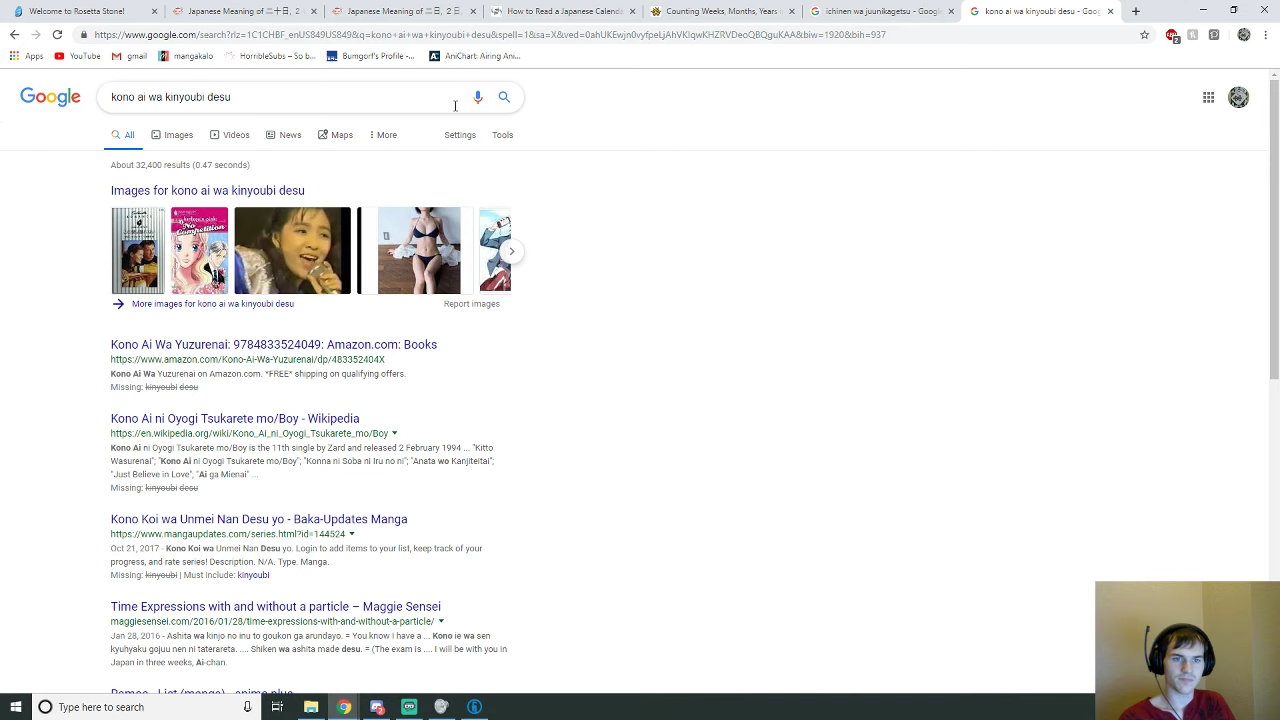 Welcome to Rosetta Stone!
Japanese Meaning of 二十日, 2
Japanese Meaning of 二日, 2 日
How to Read a Japanese Calend
Counting Weeks, Months, Years i
ichinen wa juunikagetsu - Google
kono ai wa kinyoubi desu - Goog
https://www.google.com/search?rlz=1C1CHBF_enUS849US849&q=kono+ai+wa+kinyoubi+desu&spell=1&sa=X&ved=0ahUKEwjn0vyfpeLjAhVKIqwKHZRVDeoQBQguKAA&biw=1920&bih=937
Apps
YouTube
gmail
mangakalo
HorribleSubs – So b...
Bumgorf's Profile -...
AniChart: Airing Ani...
Google
kono ai wa kinyoubi desu
All
Images
Videos
News
Maps
More
Settings
Tools
About 32,400 results (0.47 seconds)
Images for kono ai wa kinyoubi desu
No Competition
More images for kono ai wa kinyoubi desu
Report images
Kono Ai Wa Yuzurenai: 9784833524049: Amazon.com: Books
https://www.amazon.com/Kono-Ai-Wa-Yuzurenai/dp/483352404X
Kono Ai Wa Yuzurenai on Amazon.com. *FREE* shipping on qualifying offers.
Missing: kinyoubi desu
Kono Ai ni Oyogi Tsukarete mo/Boy - Wikipedia
https://en.wikipedia.org/wiki/Kono_Ai_ni_Oyogi_Tsukarete_mo/Boy
Kono Ai ni Oyogi Tsukarete mo/Boy is the 11th single by Zard and released 2 February 1994 ... "Kitto
Wasurenai"; "Kono Ai ni Oyogi Tsukarete mo/Boy"; "Konna ni Soba ni Iru no ni"; "Anata wo Kanjiteitai";
"Just Believe in Love"; "Ai ga Mienai" ...
Missing: kinyoubi desu
Kono Koi wa Unmei Nan Desu yo - Baka-Updates Manga
https://www.mangaupdates.com/series.html?id=144524
Oct 21, 2017 - Kono Koi wa Unmei Nan Desu yo. Login to add items to your list, keep track of your
progress, and rate series! Description. N/A. Type. Manga.
Missing: kinyoubi | Must include: kinyoubi
Time Expressions with and without a particle – Maggie Sensei
maggiesensei.com/2016/01/28/time-expressions-with-and-without-a-particle/
Jan 28, 2016 - Ashita wa kinjo no inu to goukon ga arundayo. = You know I have a ... Kono ie wa sen
kyuhyaku gojuu nen ni taterareta. .... Shiken wa ashita made desu. = (The exam is .... I will be with you in
Japan in three weeks, Ai-chan.
Type here to search